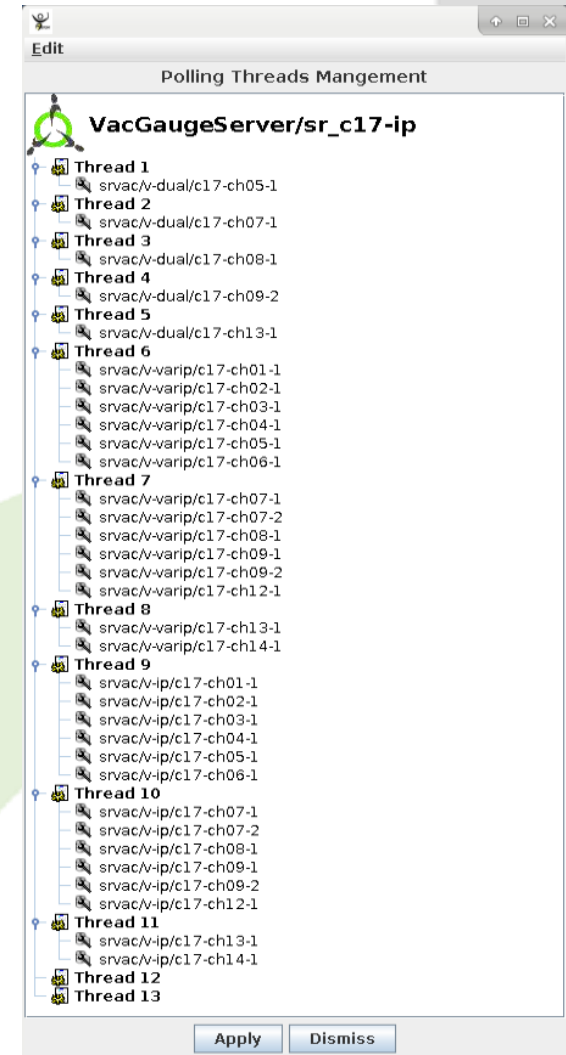 Edit
Polling Threads Mangement
VacGaugeServer/sr_c17-ip
Thread 1
srvac/v-dual/c17-ch05-1
Thread 2
srvac/v-dual/c17-ch07-1
Thread 3
srvac/v-dual/c17-ch08-1
Thread 4
srvac/v-dual/c17-ch09-2
Thread 5
srvac/v-dual/c17-ch13-1
Thread 6
srvac/v-varip/c17-ch01-1
srvac/v-varip/c17-ch02-1
srvac/v-varip/c17-ch03-1
srvac/v-varip/c17-ch04-1
srvac/v-varip/c17-ch05-1
srvac/v-varip/c17-ch06-1
Thread 7
srvac/v-varip/c17-ch07-1
srvac/v-varip/c17-ch07-2
srvac/v-varip/c17-ch08-1
srvac/v-varip/c17-ch09-1
srvac/v-varip/c17-ch09-2
srvac/v-varip/c17-ch12-1
Thread 8
srvac/v-varip/c17-ch13-1
srvac/v-varip/c17-ch14-1
Thread 9
srvac/v-ip/c17-ch01-1
srvac/v-ip/c17-ch02-1
srvac/v-ip/c17-ch03-1
srvac/v-ip/c17-ch04-1
srvac/v-ip/c17-ch05-1
srvac/v-ip/c17-ch06-1
Thread 10
srvac/v-ip/c17-ch07-1
srvac/v-ip/c17-ch07-2
srvac/v-ip/c17-ch08-1
srvac/v-ip/c17-ch09-1
srvac/v-ip/c17-ch09-2
srvac/v-ip/c17-ch12-1
Thread 11
srvac/v-ip/c17-ch13-1
srvac/v-ip/c17-ch14-1
Thread 12
Thread 13
Apply Dismiss